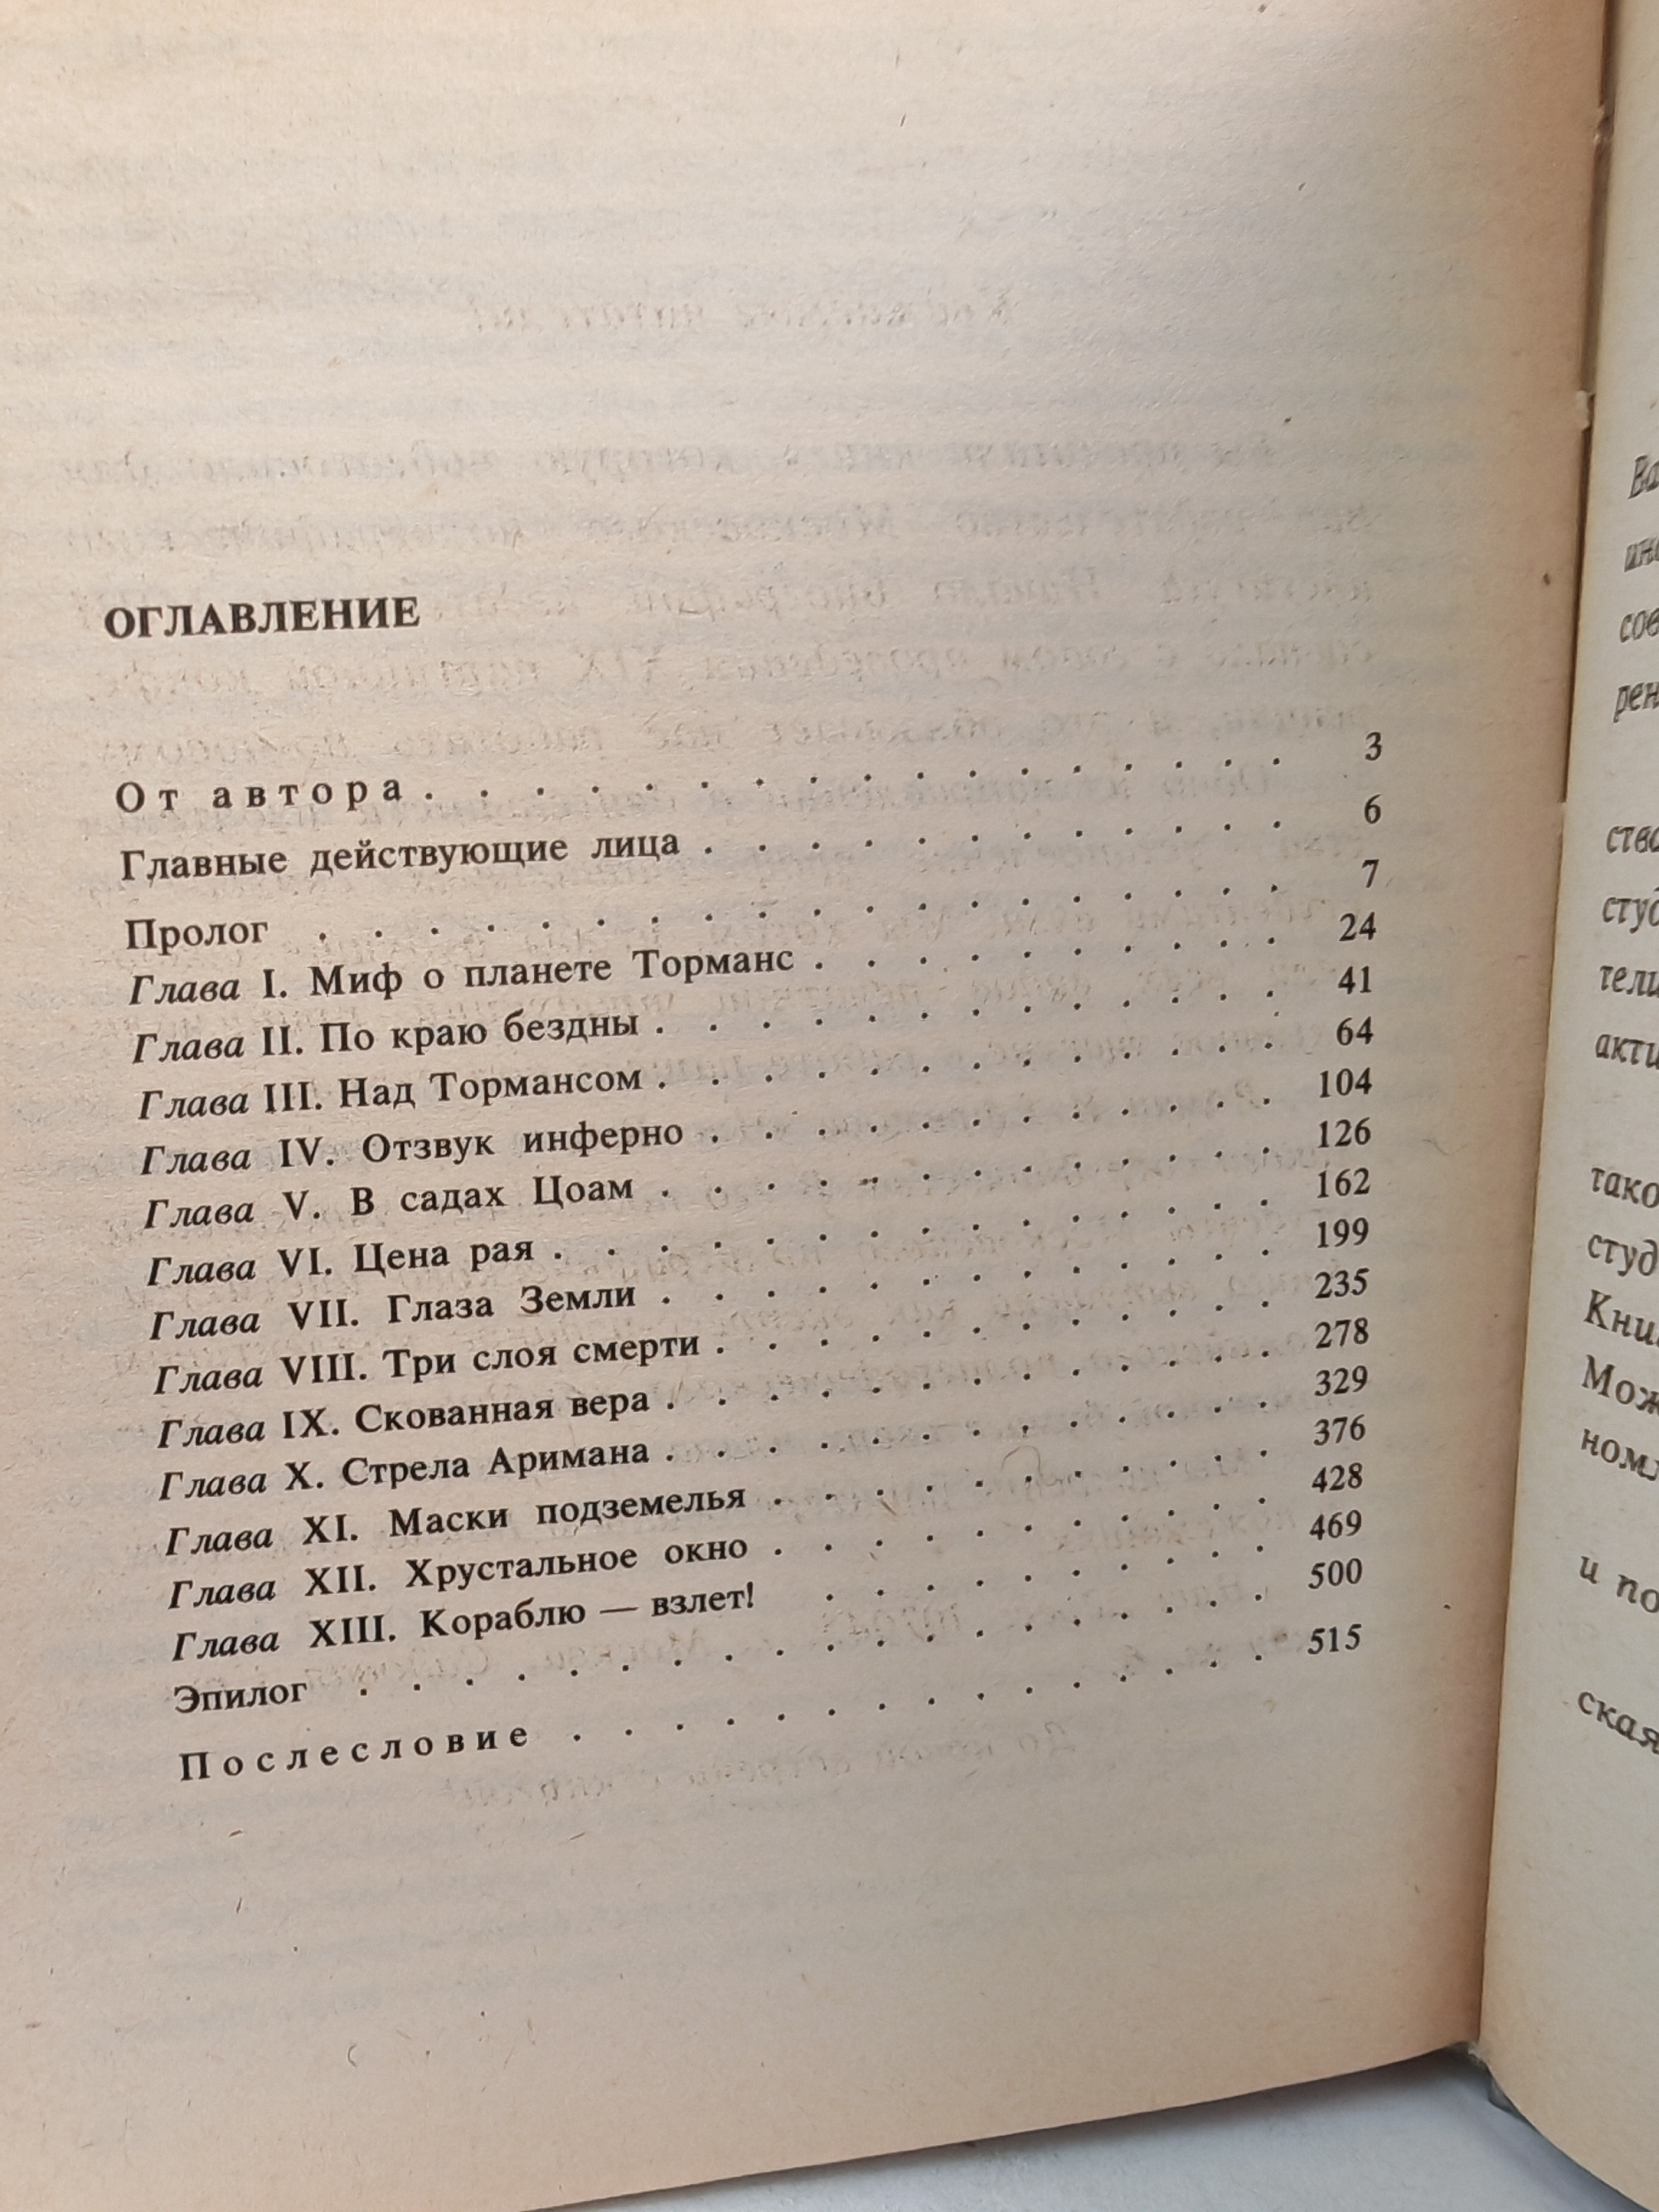 ОГЛАВЛЕНИЕ
От автора . . . . . . . . . . . . . . . . . 3
Главные действующие лица . . . . . . . . . . . . 6
Пролог . . . . . . . . . . . . . . . . . . . 7
Глава I. Миф о планете Торманс . . . . . . . . . . 24
Глава II. По краю бездны . . . . . . . . . . . . . 41
Глава III. Над Тормансом . . . . . . . . . . . . . 64
Глава IV. Отзвук инферно . . . . . . . . . . . . 104
Глава V. В садах Цоам . . . . . . . . . . . . . 126
Глава VI. Цена рая . . . . . . . . . . . . . . . 162
Глава VII. Глаза Земли . . . . . . . . . . . . . 199
Глава VIII. Три слоя смерти . . . . . . . . . . . . 235
Глава IX. Скованная вера . . . . . . . . . . . . . 278
Глава X. Стрела Аримана . . . . . . . . . . . . . 329
Глава XI. Маски подземелья . . . . . . . . . . . 376
Глава XII. Хрустальное окно . . . . . . . . . . . 428
Глава XIII. Кораблю — взлет! . . . . . . . . . . 469
Эпилог . . . . . . . . . . . . . . . . . . 500
Послесловие . . . . . . . . . . . . . . 515
и по